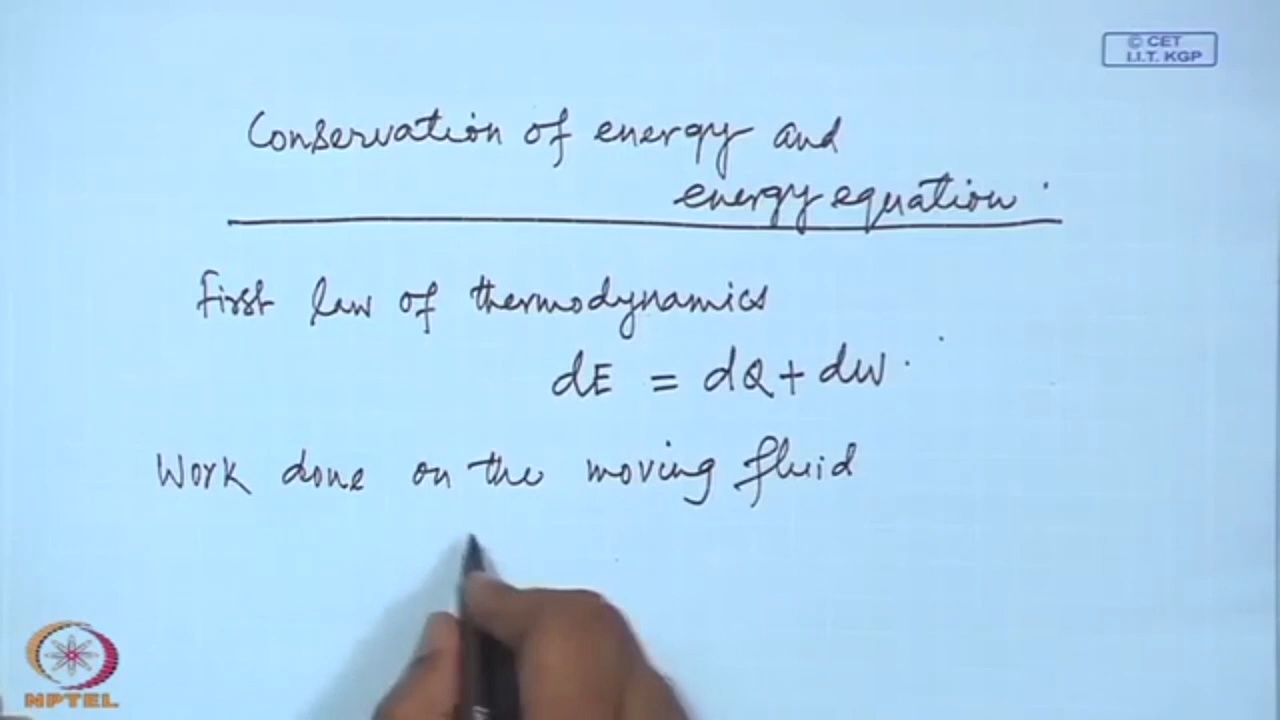 © CET
I.I.T. KGP
Conservation of energy and
energy equation.
First law of thermodynamics
dE = dQ + dW.
Work done on the moving fluid
NPTEL